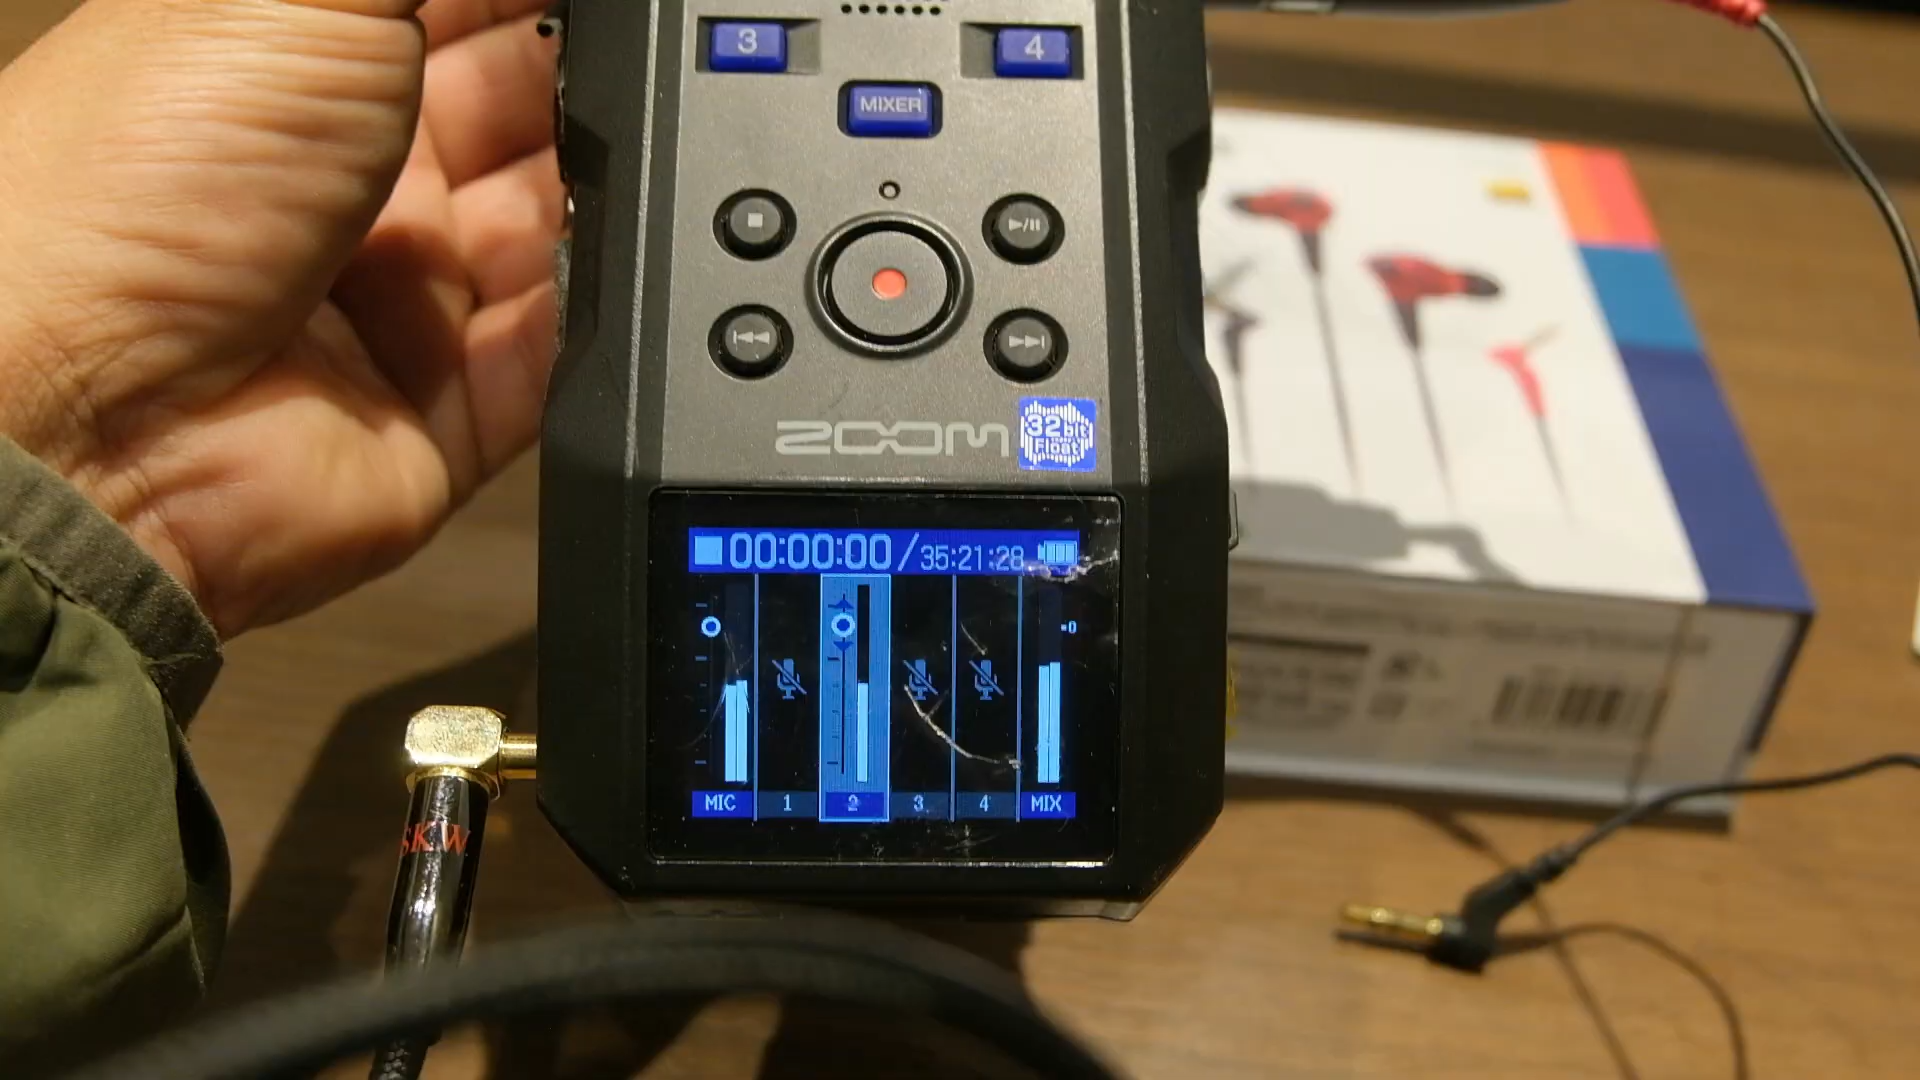 3
4
MIXER
ZOOM
32bit
Float
00:00:00/35:21:28
-0
MIC 1 2 3 4 MIX
SKW